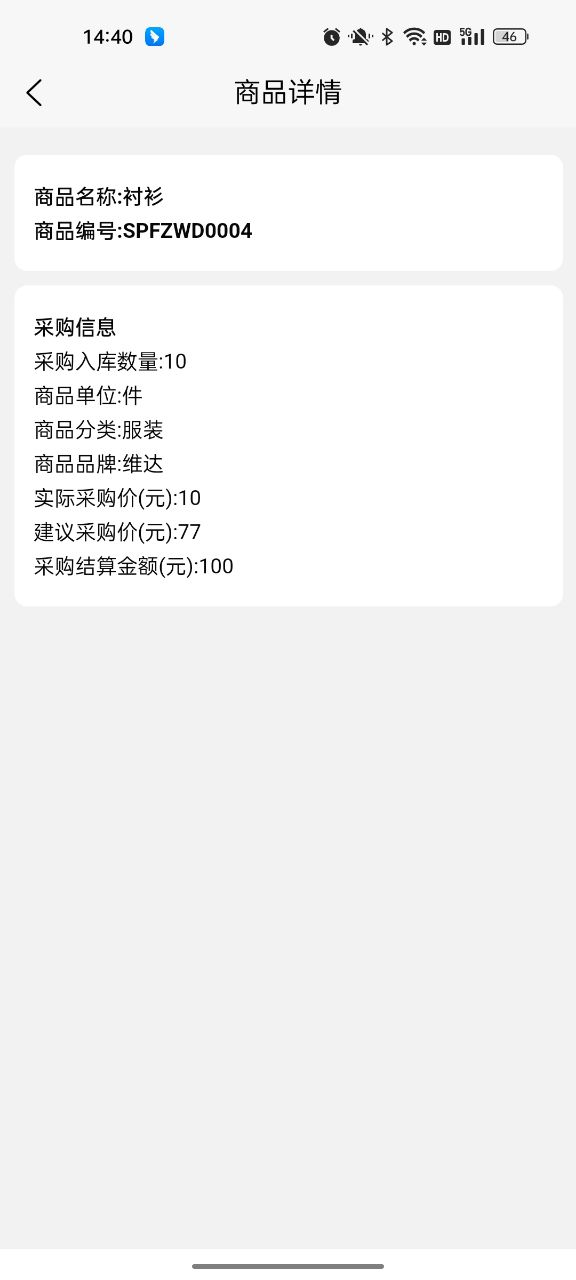 14:40 HD 5G 46
商品详情
商品名称:衬衫
商品编号:SPFZWD0004
采购信息
采购入库数量:10
商品单位:件
商品分类:服装
商品品牌:维达
实际采购价(元):10
建议采购价(元):77
采购结算金额(元):100